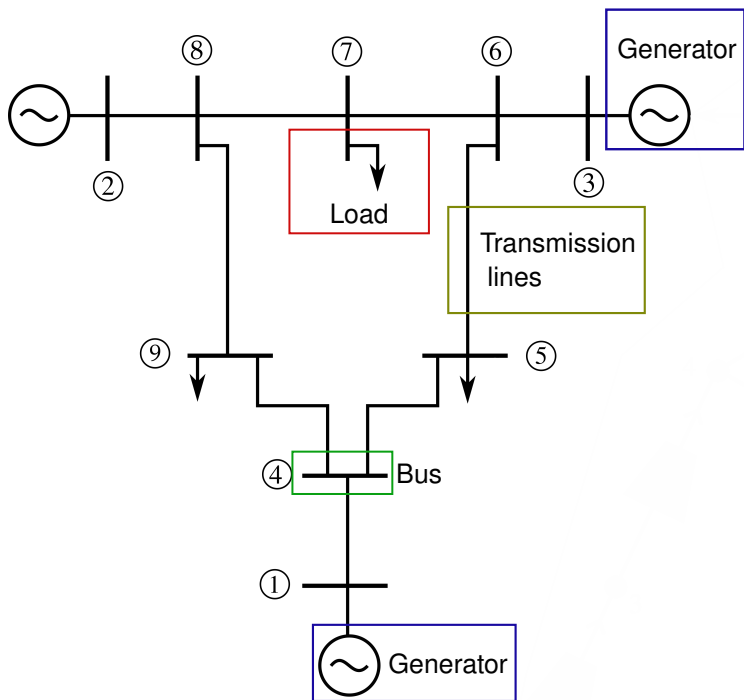 ⑧
⑦
⑥
Generator
②
③
Load
Transmission
lines
⑨
⑤
④
Bus
①
Generator